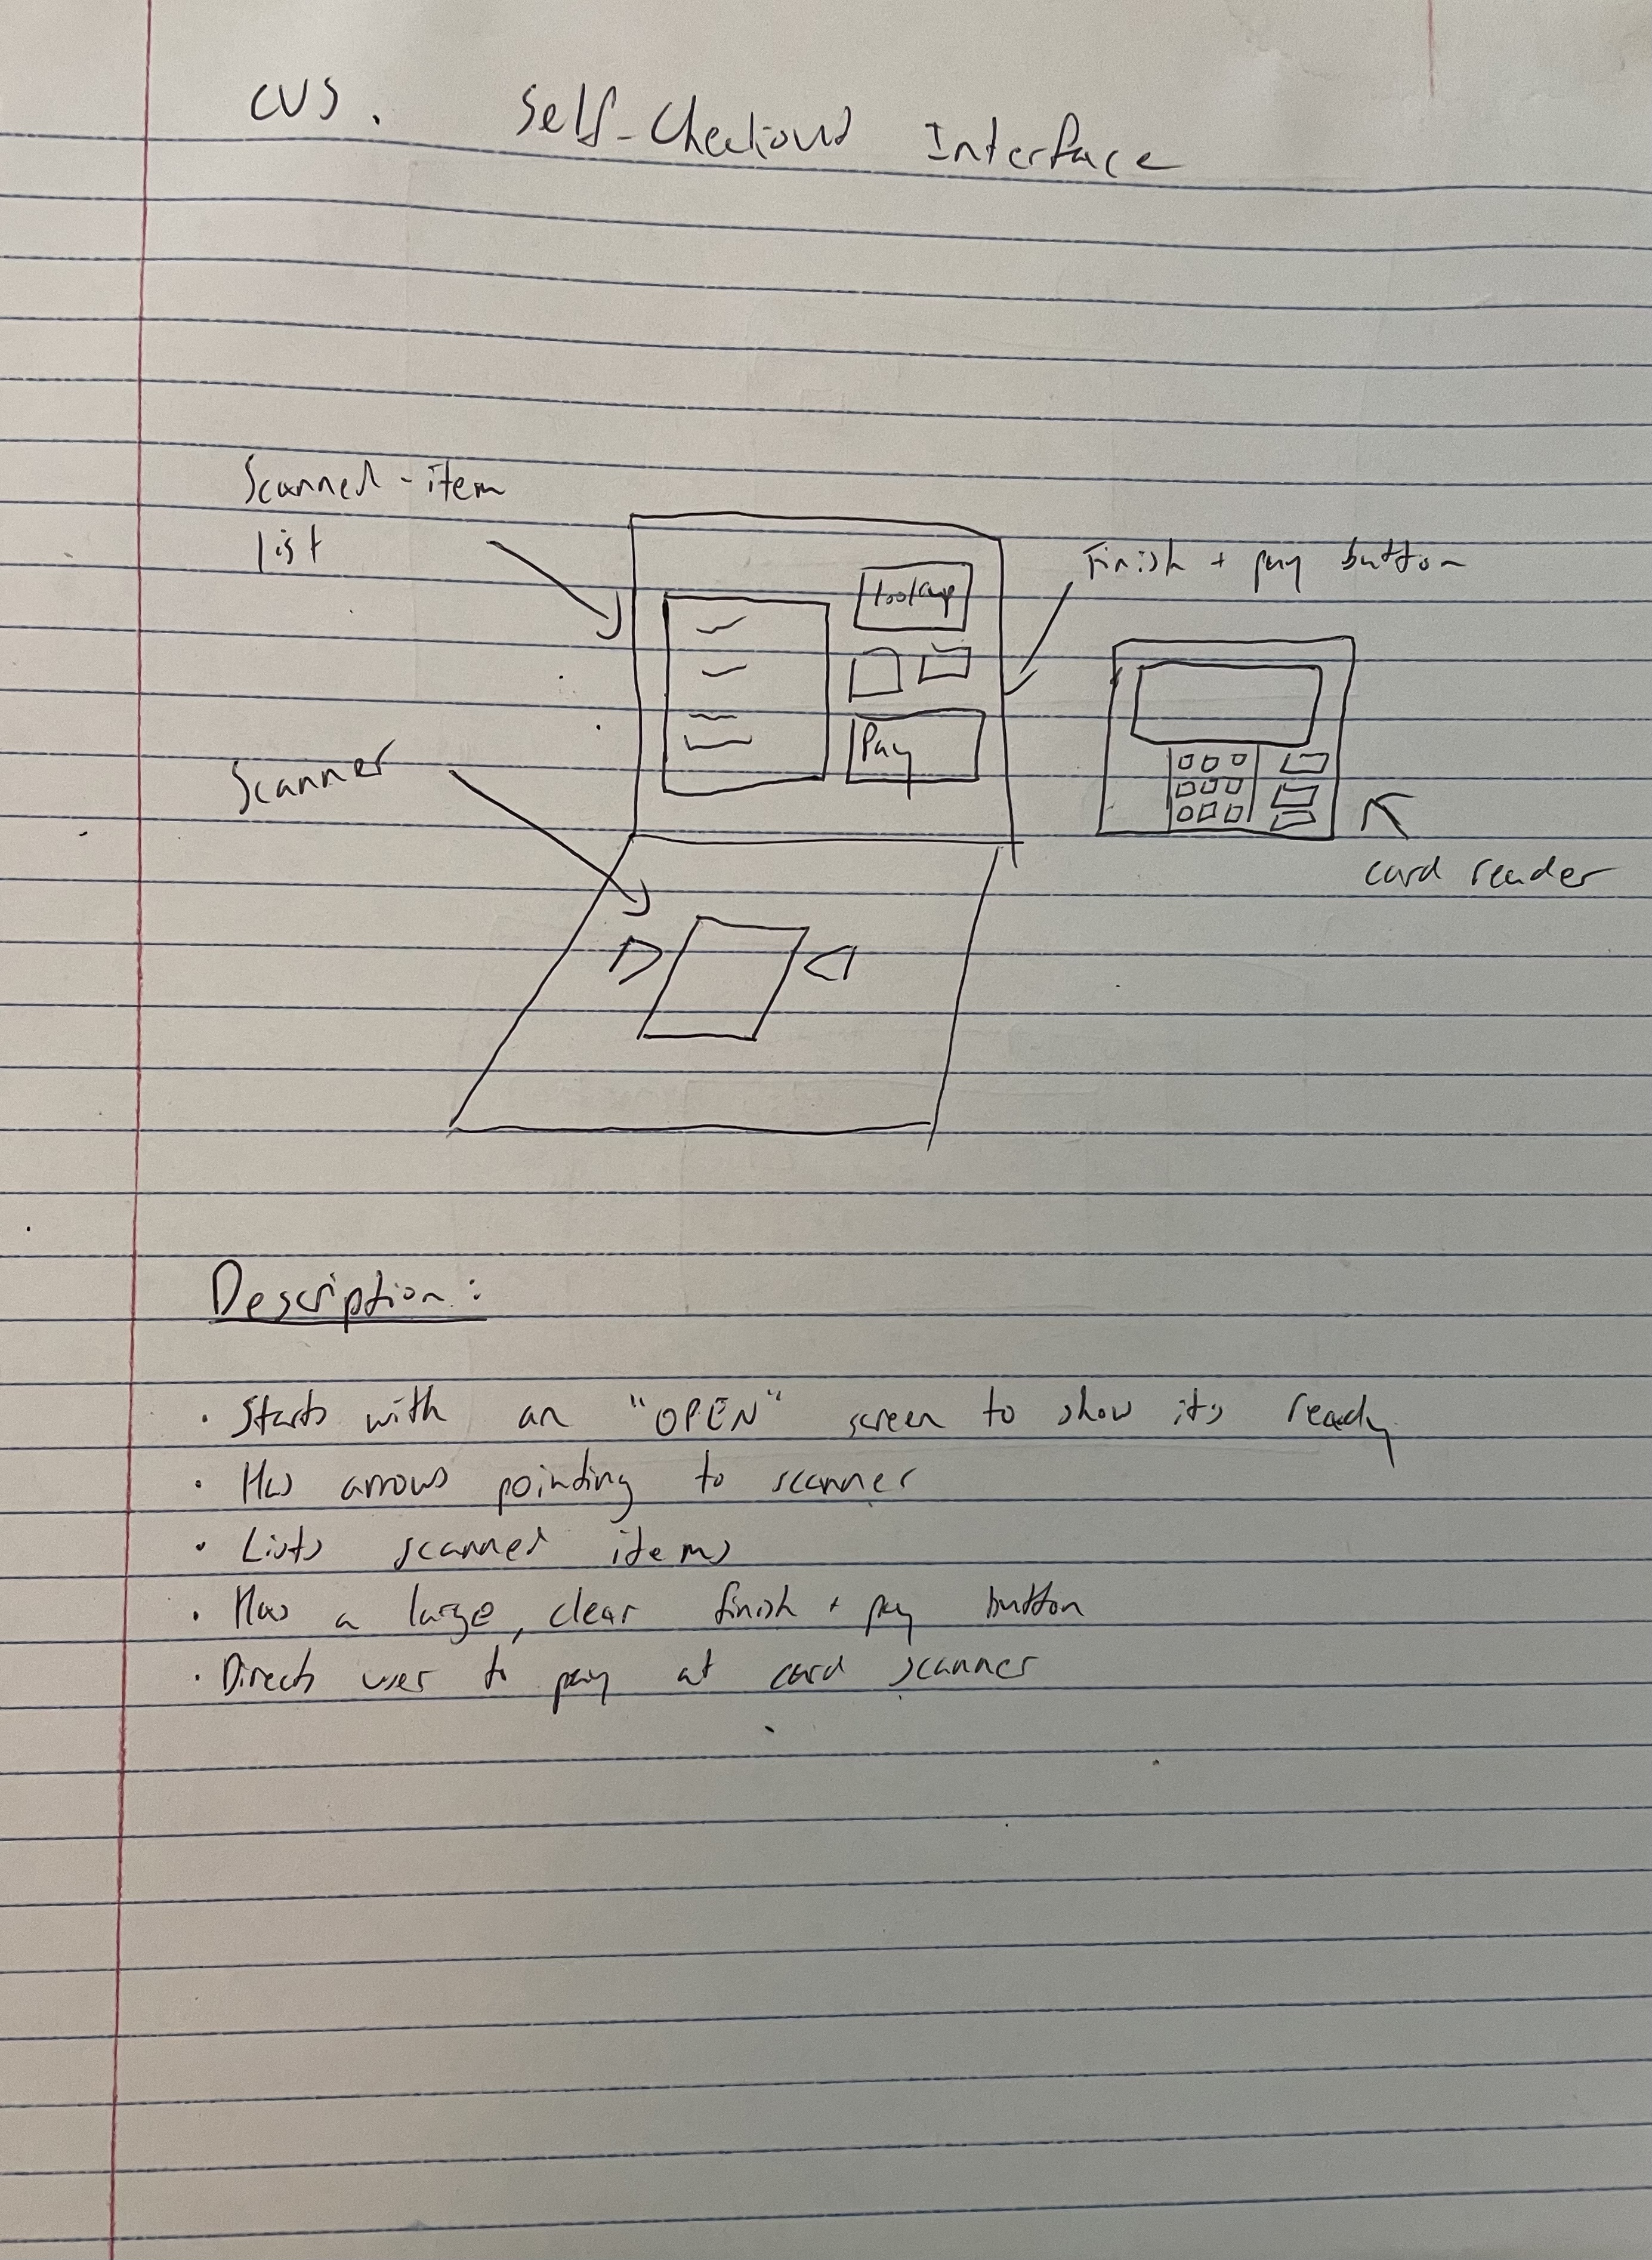 CVS. Self-Checkout Interface
Scanned-item
list
Finish + pay button
lookup
Pay
Scanner
card reader
Description:
· Starts with an "OPEN" screen to show its ready
· Has arrows pointing to scanner
· Lists scanned items
· Has a large, clear finish + pay button
· Directs user to pay at card scanner